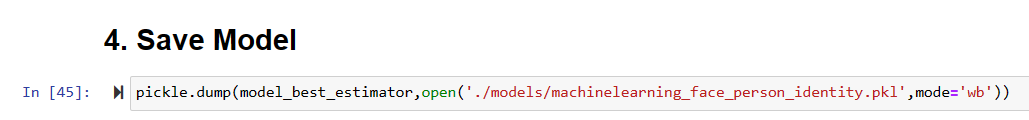 4. Save Model
In [45]: pickle.dump(model_best_estimator,open('./models/machinelearning_face_person_identity.pkl',mode='wb'))